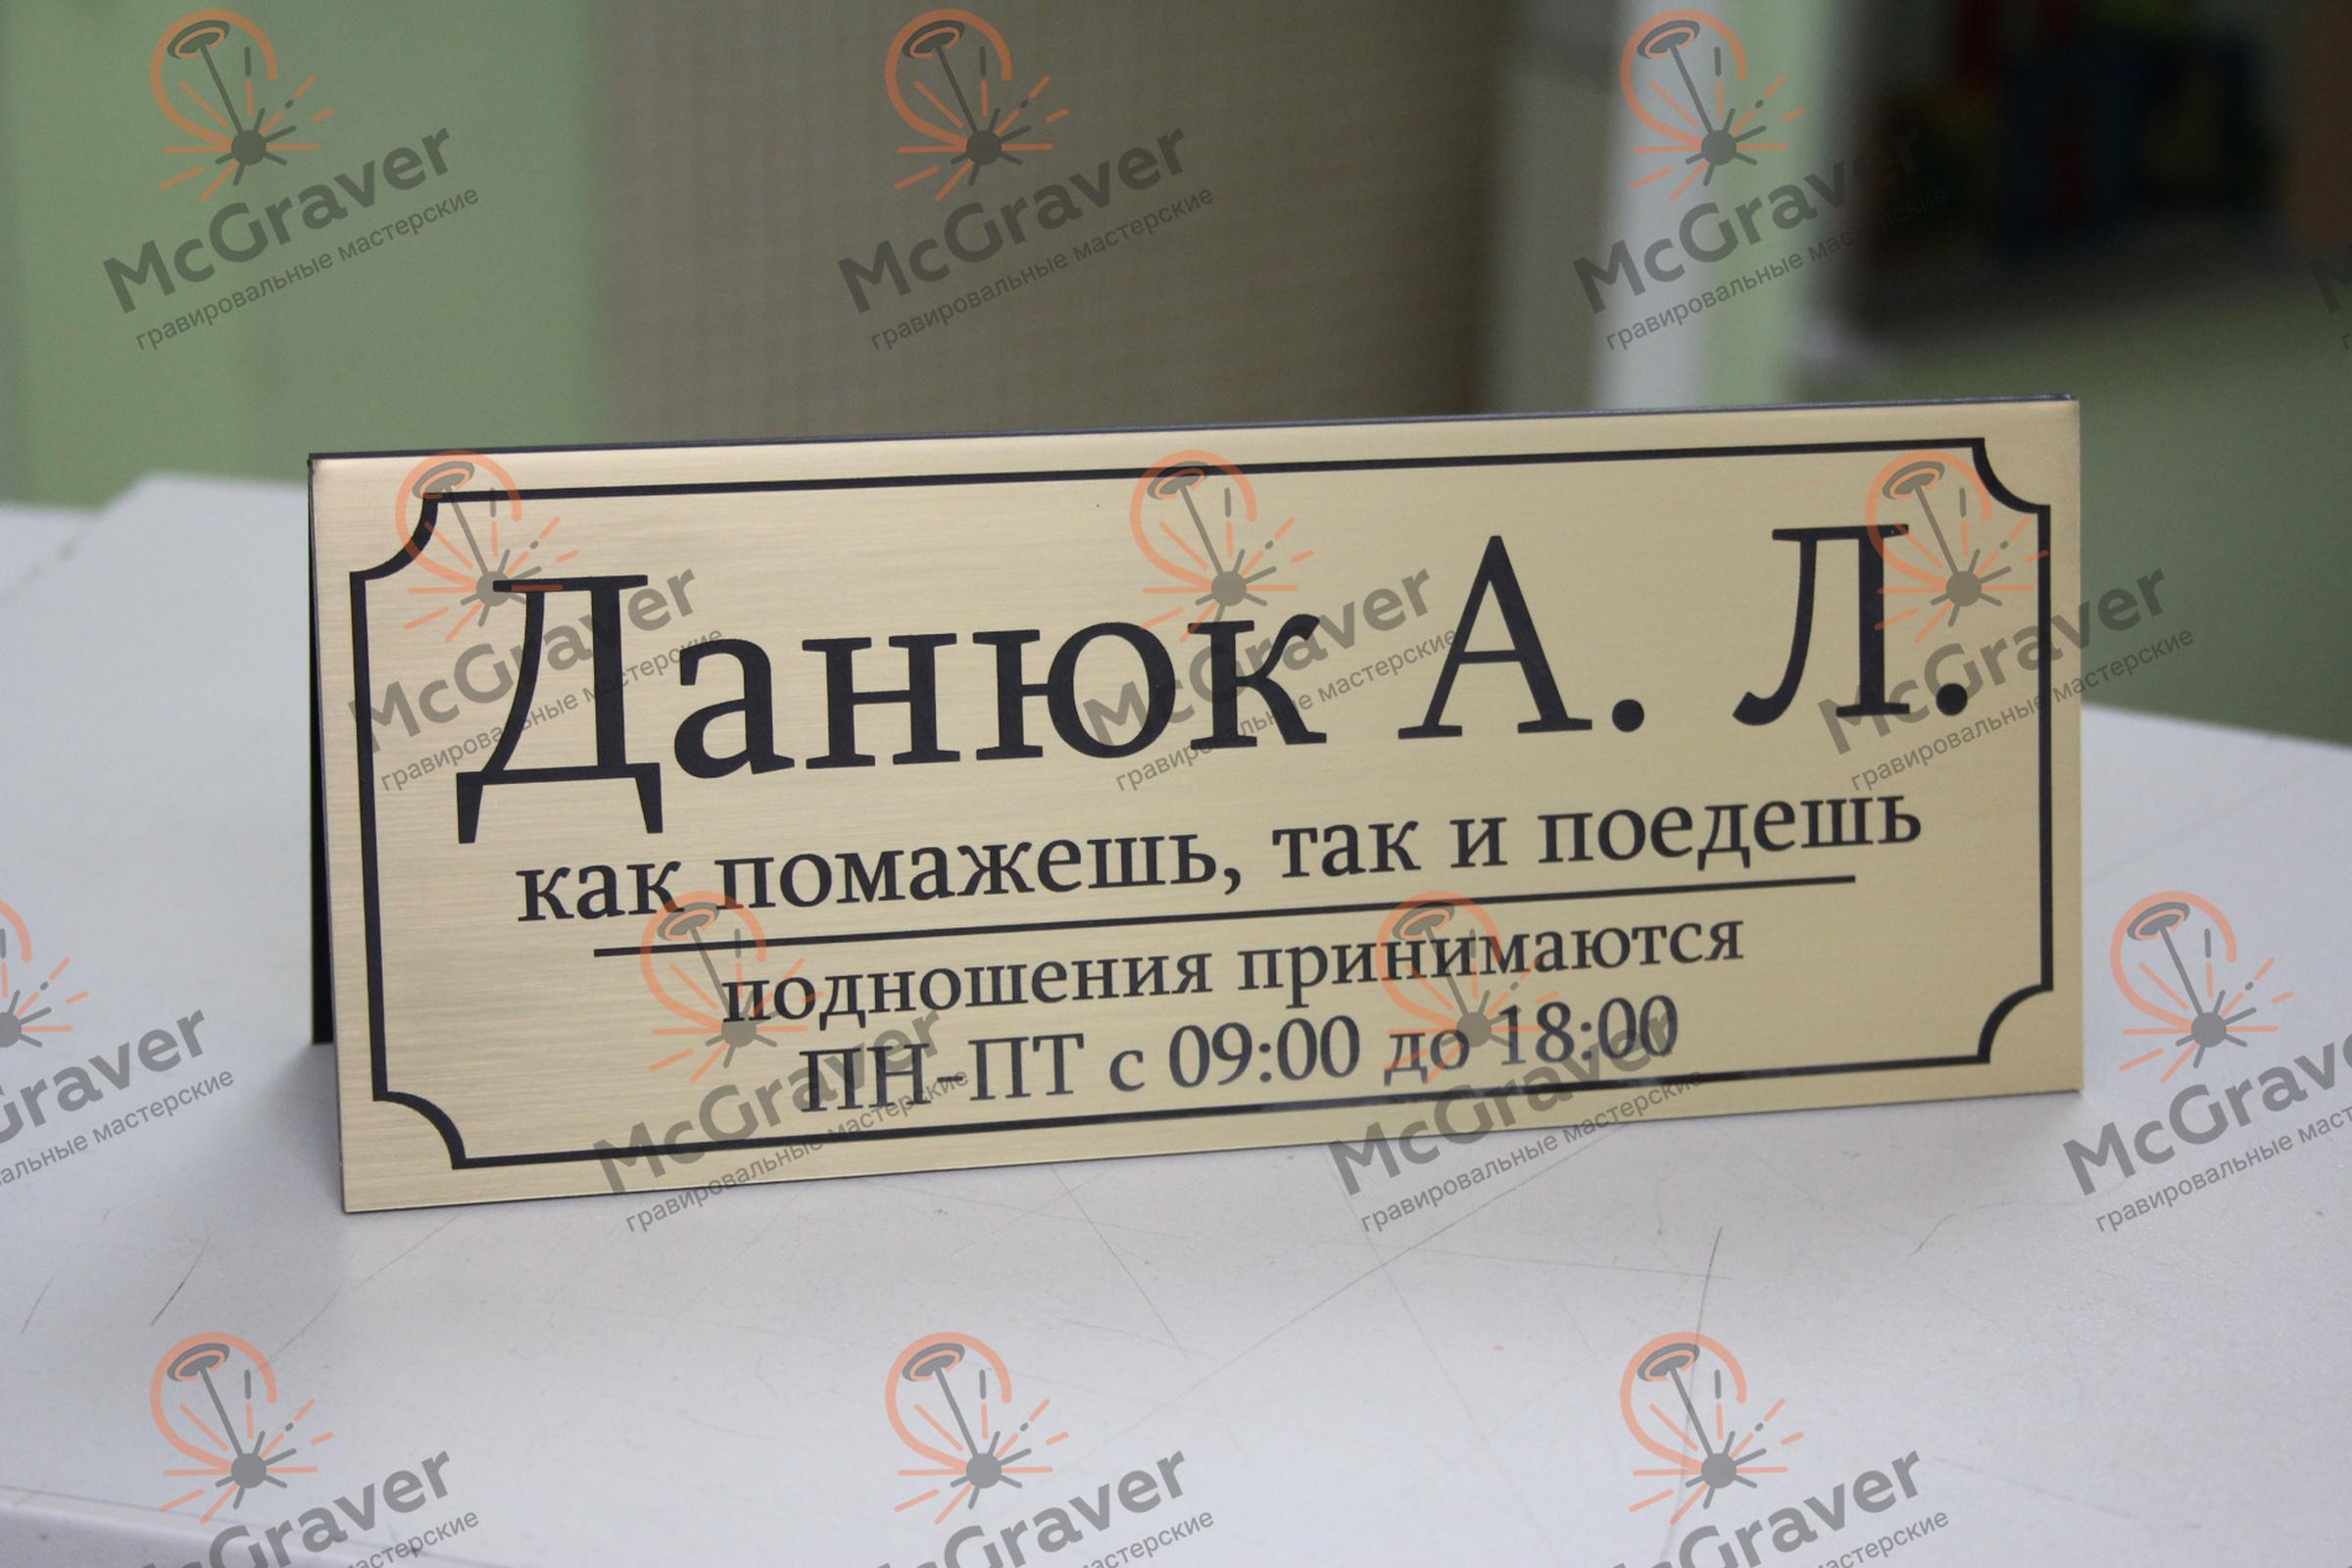 Данюк А. Л.
как помажешь, так и поедешь
подношения принимаются
ПН-ПТ с 09:00 до 18:00
McGraver
гравировальные мастерские